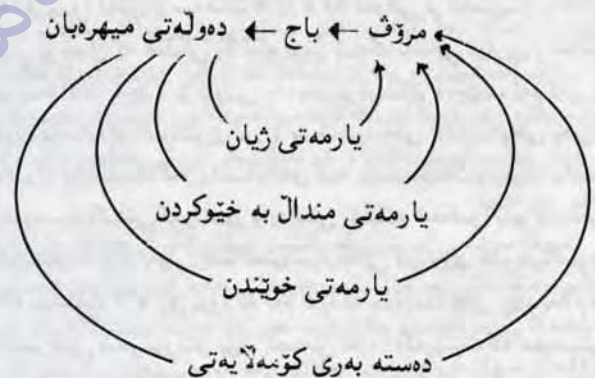 مرۆڤ ← باج ← دەوڵەتی میهرەبان
یارمەتی ژیان
یارمەتی منداڵ بە خێوکردن
یارمەتی خوێندن
دەستە بەری کۆمەڵایەتی